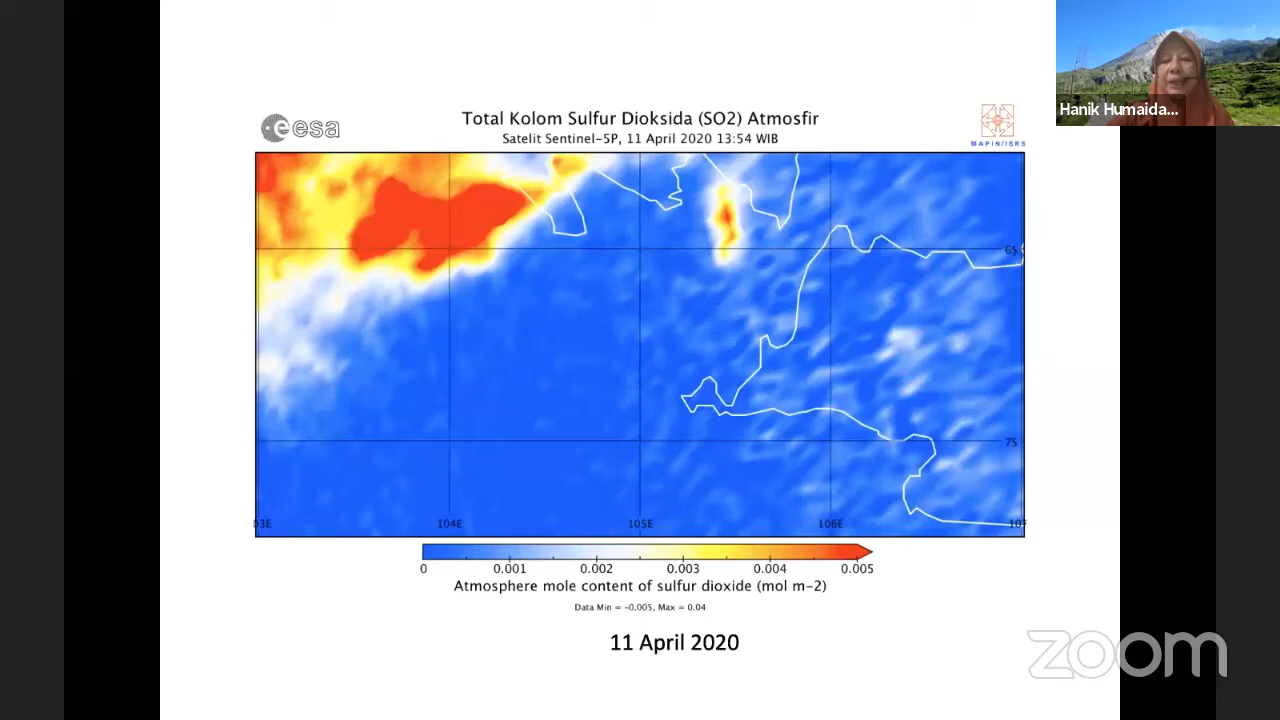 Hanik Humaida...
esa
Total Kolom Sulfur Dioksida (SO2) Atmosfir
Satelit Sentinel-5P, 11 April 2020 13:54 WIB
MAPIN/ISRS
6S
7S
03E 104E 105E 106E 107
0 0.001 0.002 0.003 0.004 0.005
Atmosphere mole content of sulfur dioxide (mol m-2)
Data Min = -0.005, Max = 0.04
11 April 2020
zoom